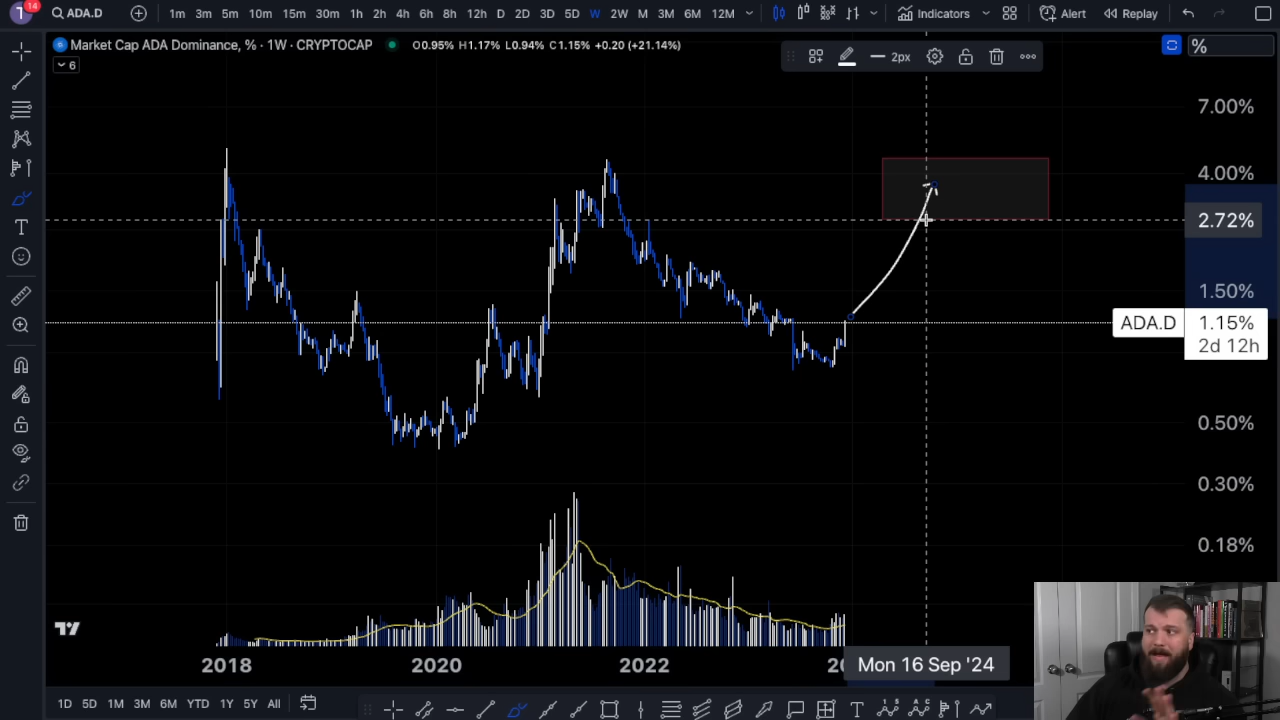 T 14 ADA.D 1m 3m 5m 10m 15m 30m 1h 2h 4h 6h 8h 12h D 2D 3D 5D W 2W M 3M 6M 12M Indicators Alert Replay
Market Cap ADA Dominance, % · 1W · CRYPTOCAP O0.95% H1.17% L0.94% C1.15% +0.20 (+21.14%)
6
2px
%
7.00%
4.00%
2.72%
1.50%
ADA.D 1.15%
2d 12h
0.50%
0.30%
0.18%
2018 2020 2022 20
Mon 16 Sep '24
1D 5D 1M 3M 6M YTD 1Y 5Y All